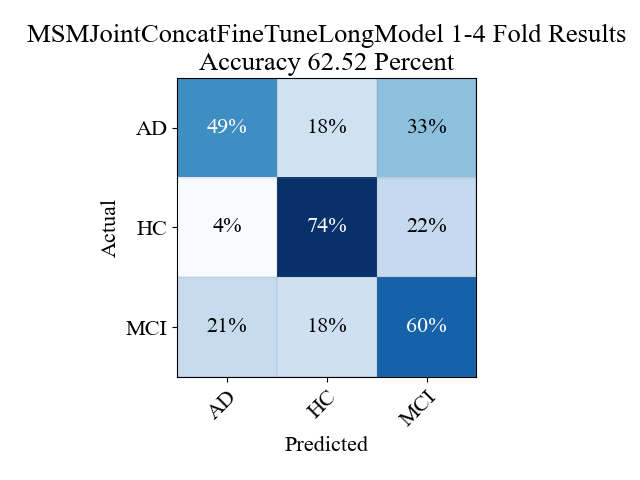 MSMJointConcatFineTuneLongModel 1-4 Fold Results
Accuracy 62.52 Percent
Actual
AD 49% 18% 33%
HC 4% 74% 22%
MCI 21% 18% 60%
AD HC MCI
Predicted